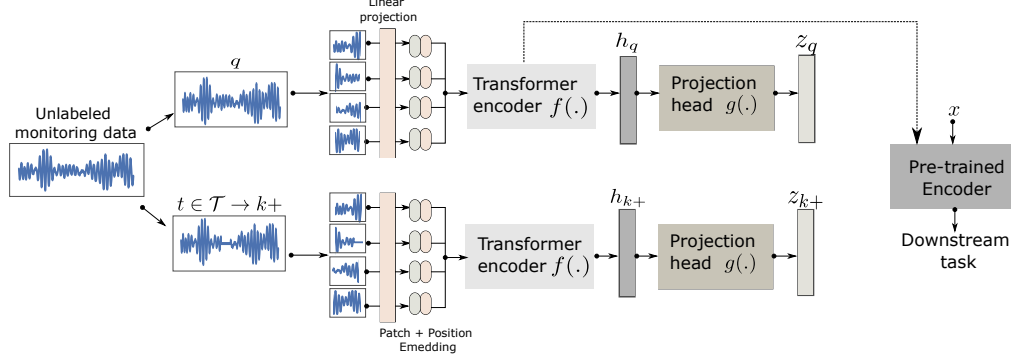 Linear
projection
Unlabeled
monitoring data
q
Transformer
encoder f(.)
h_q
Projection
head g(.)
z_q
x
Pre-trained
Encoder
Downstream
task
t ∈ 𝒯 → k+
Transformer
encoder f(.)
h_{k+}
Projection
head g(.)
z_{k+}
Patch + Position
Emedding